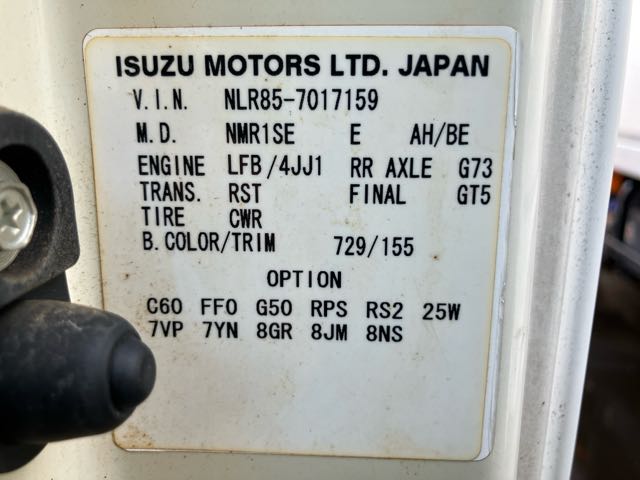 ISUZU MOTORS LTD. JAPAN
V.I.N. NLR85-7017159
M.D. NMR1SE E AH/BE
ENGINE LFB/4JJ1 RR AXLE G73
TRANS. RST FINAL GT5
TIRE CWR
B.COLOR/TRIM 729/155
OPTION
C60 FF0 G50 RPS RS2 25W
7VP 7YN 8GR 8JM 8NS